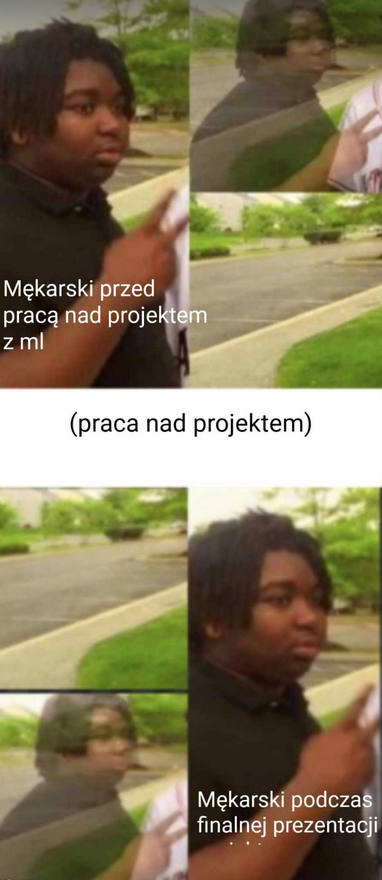 Mękarski przed
pracą nad projektem
z ml
(praca nad projektem)
Mękarski podczas
finalnej prezentacji